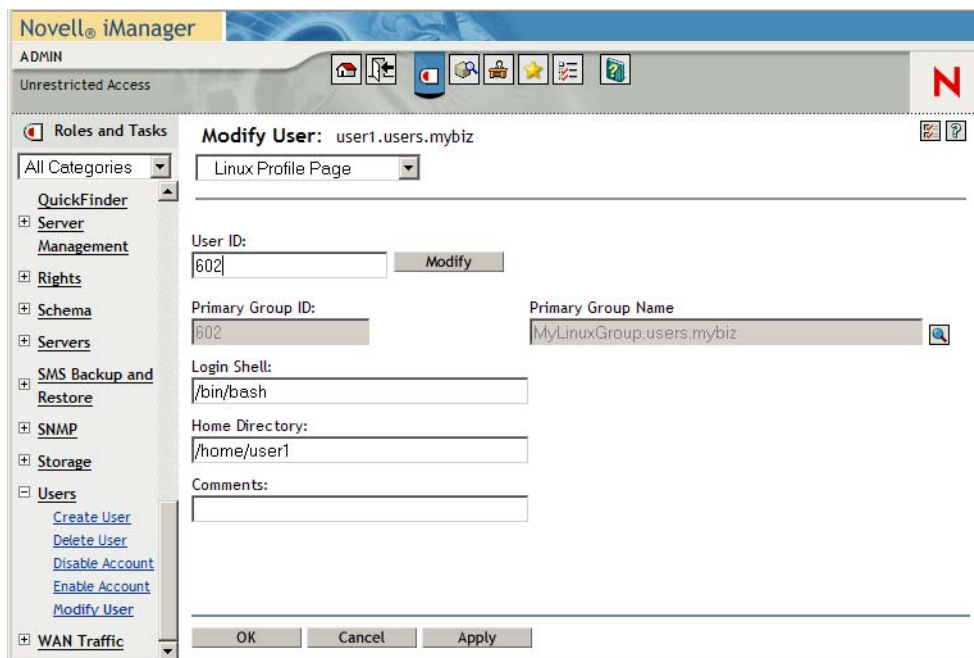 Novell® iManager
ADMIN
Unrestricted Access
N
Roles and Tasks
All Categories
QuickFinder
Server
Management
Rights
Schema
Servers
SMS Backup and
Restore
SNMP
Storage
Users
Create User
Delete User
Disable Account
Enable Account
Modify User
WAN Traffic
Modify User: user1.users.mybiz
Linux Profile Page
User ID:
602
Modify
Primary Group ID:
Primary Group Name
602
MyLinuxGroup.users.mybiz
Login Shell:
/bin/bash
Home Directory:
/home/user1
Comments:
OK
Cancel
Apply